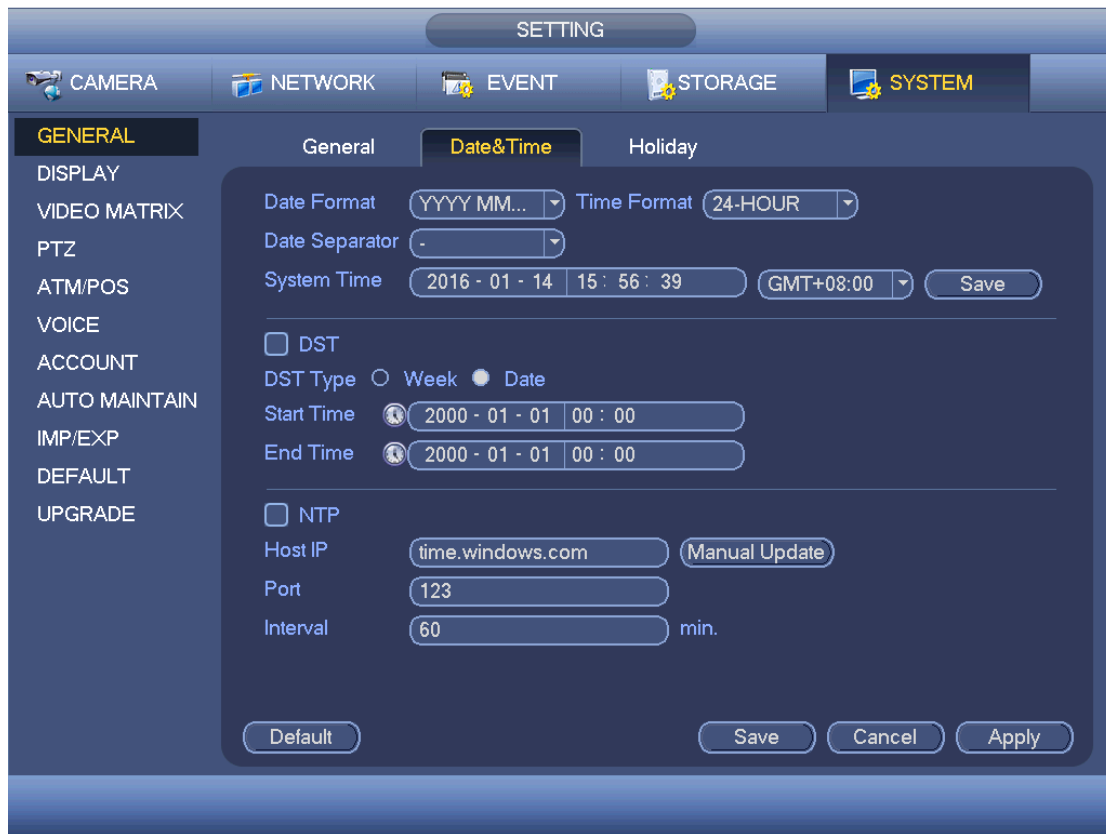 SETTING
CAMERA NETWORK EVENT STORAGE SYSTEM
GENERAL
DISPLAY
VIDEO MATRIX
PTZ
ATM/POS
VOICE
ACCOUNT
AUTO MAINTAIN
IMP/EXP
DEFAULT
UPGRADE
General Date&Time Holiday
Date Format YYYY MM... Time Format 24-HOUR
Date Separator -
System Time 2016 - 01 - 14 15 : 56 : 39 GMT+08:00 Save
DST
DST Type Week Date
Start Time 2000 - 01 - 01 00 : 00
End Time 2000 - 01 - 01 00 : 00
NTP
Host IP time.windows.com Manual Update
Port 123
Interval 60 min.
Default Save Cancel Apply